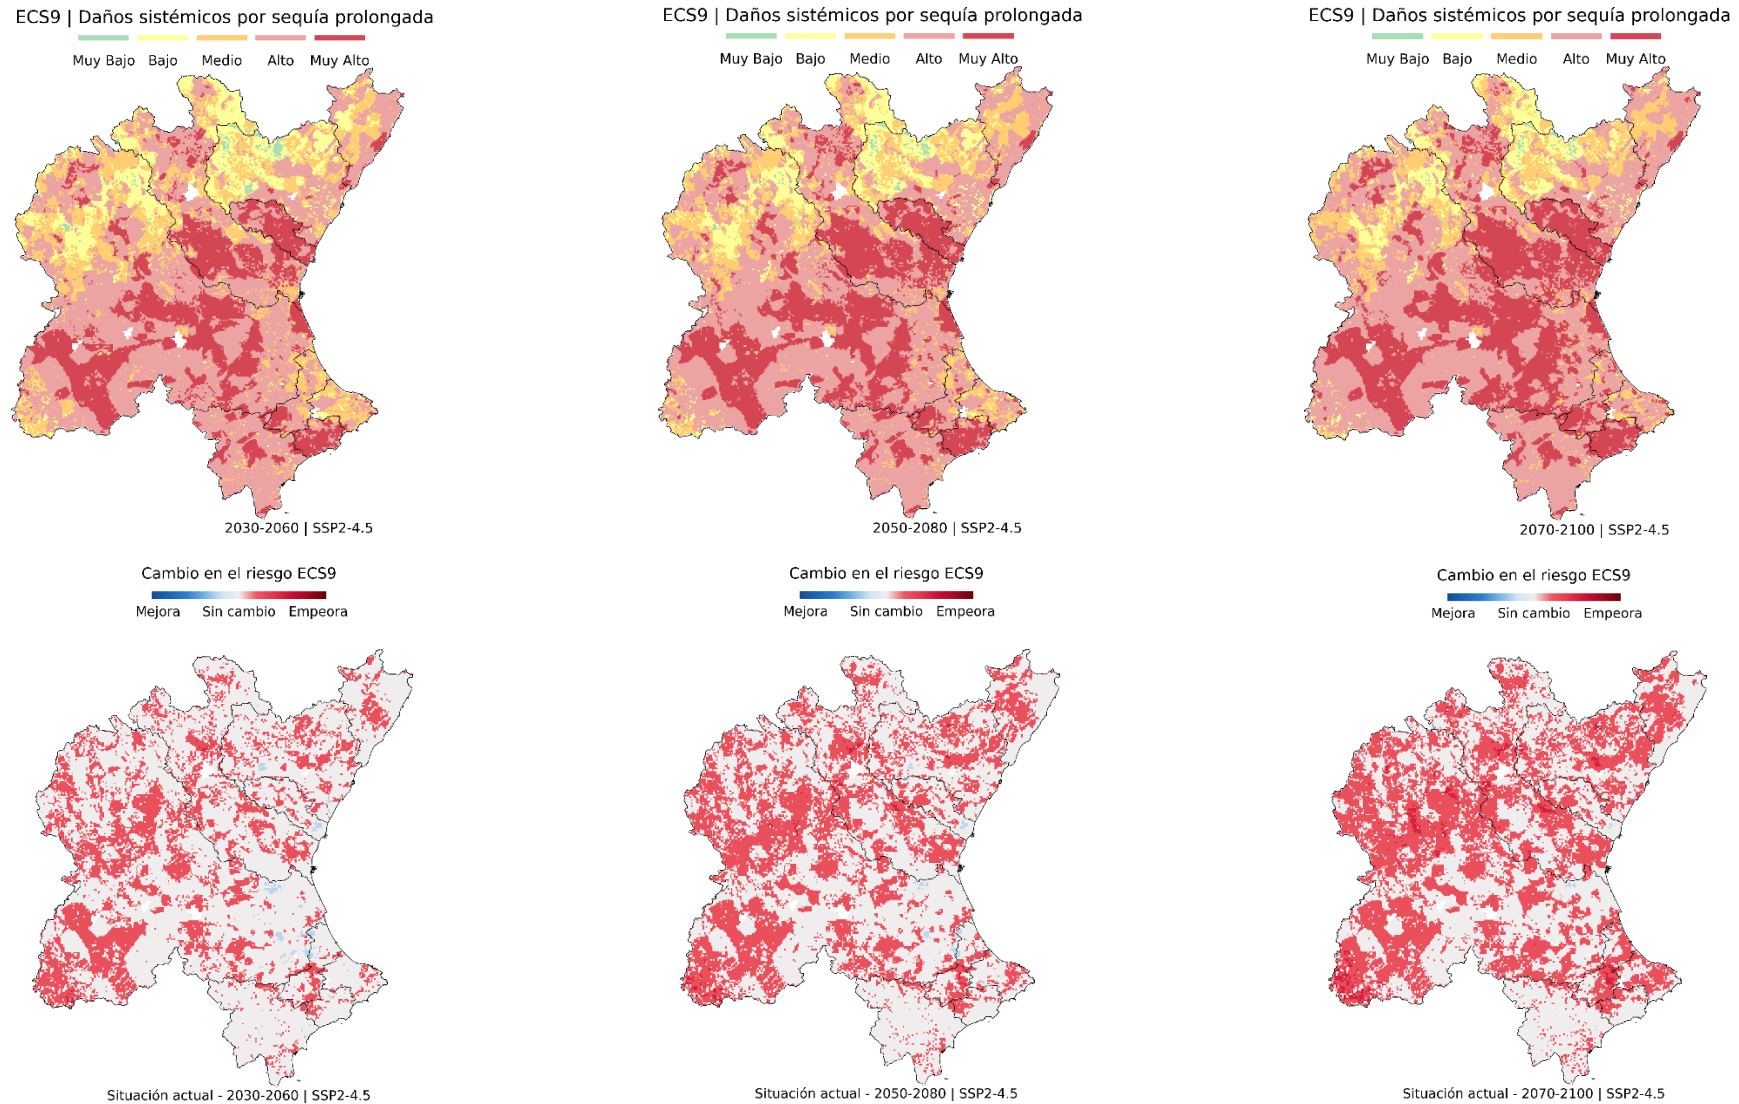 ECS9 | Daños sistémicos por sequía prolongada
Muy Bajo Bajo Medio Alto Muy Alto
2030-2060 | SSP2-4.5
ECS9 | Daños sistémicos por sequía prolongada
Muy Bajo Bajo Medio Alto Muy Alto
2050-2080 | SSP2-4.5
ECS9 | Daños sistémicos por sequía prolongada
Muy Bajo Bajo Medio Alto Muy Alto
2070-2100 | SSP2-4.5
Cambio en el riesgo ECS9
Mejora Sin cambio Empeora
Situación actual - 2030-2060 | SSP2-4.5
Cambio en el riesgo ECS9
Mejora Sin cambio Empeora
Situación actual - 2050-2080 | SSP2-4.5
Cambio en el riesgo ECS9
Mejora Sin cambio Empeora
Situación actual - 2070-2100 | SSP2-4.5